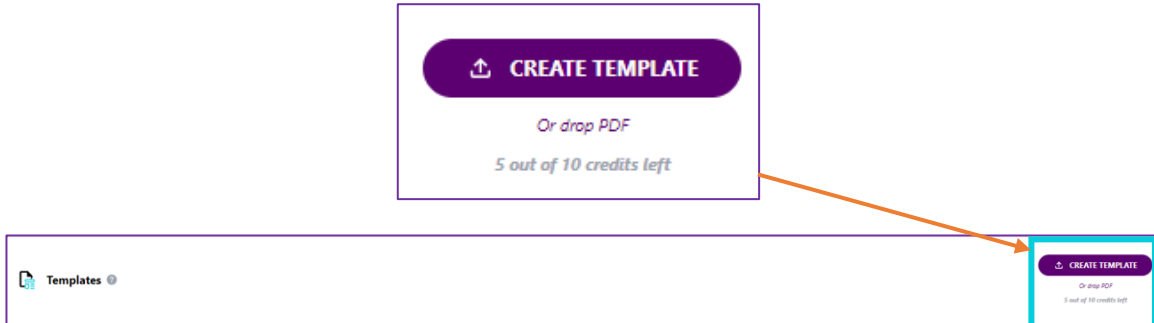 CREATE TEMPLATE
Or drop PDF
5 out of 10 credits left
Templates
CREATE TEMPLATE
Or drop PDF
5 out of 10 credits left